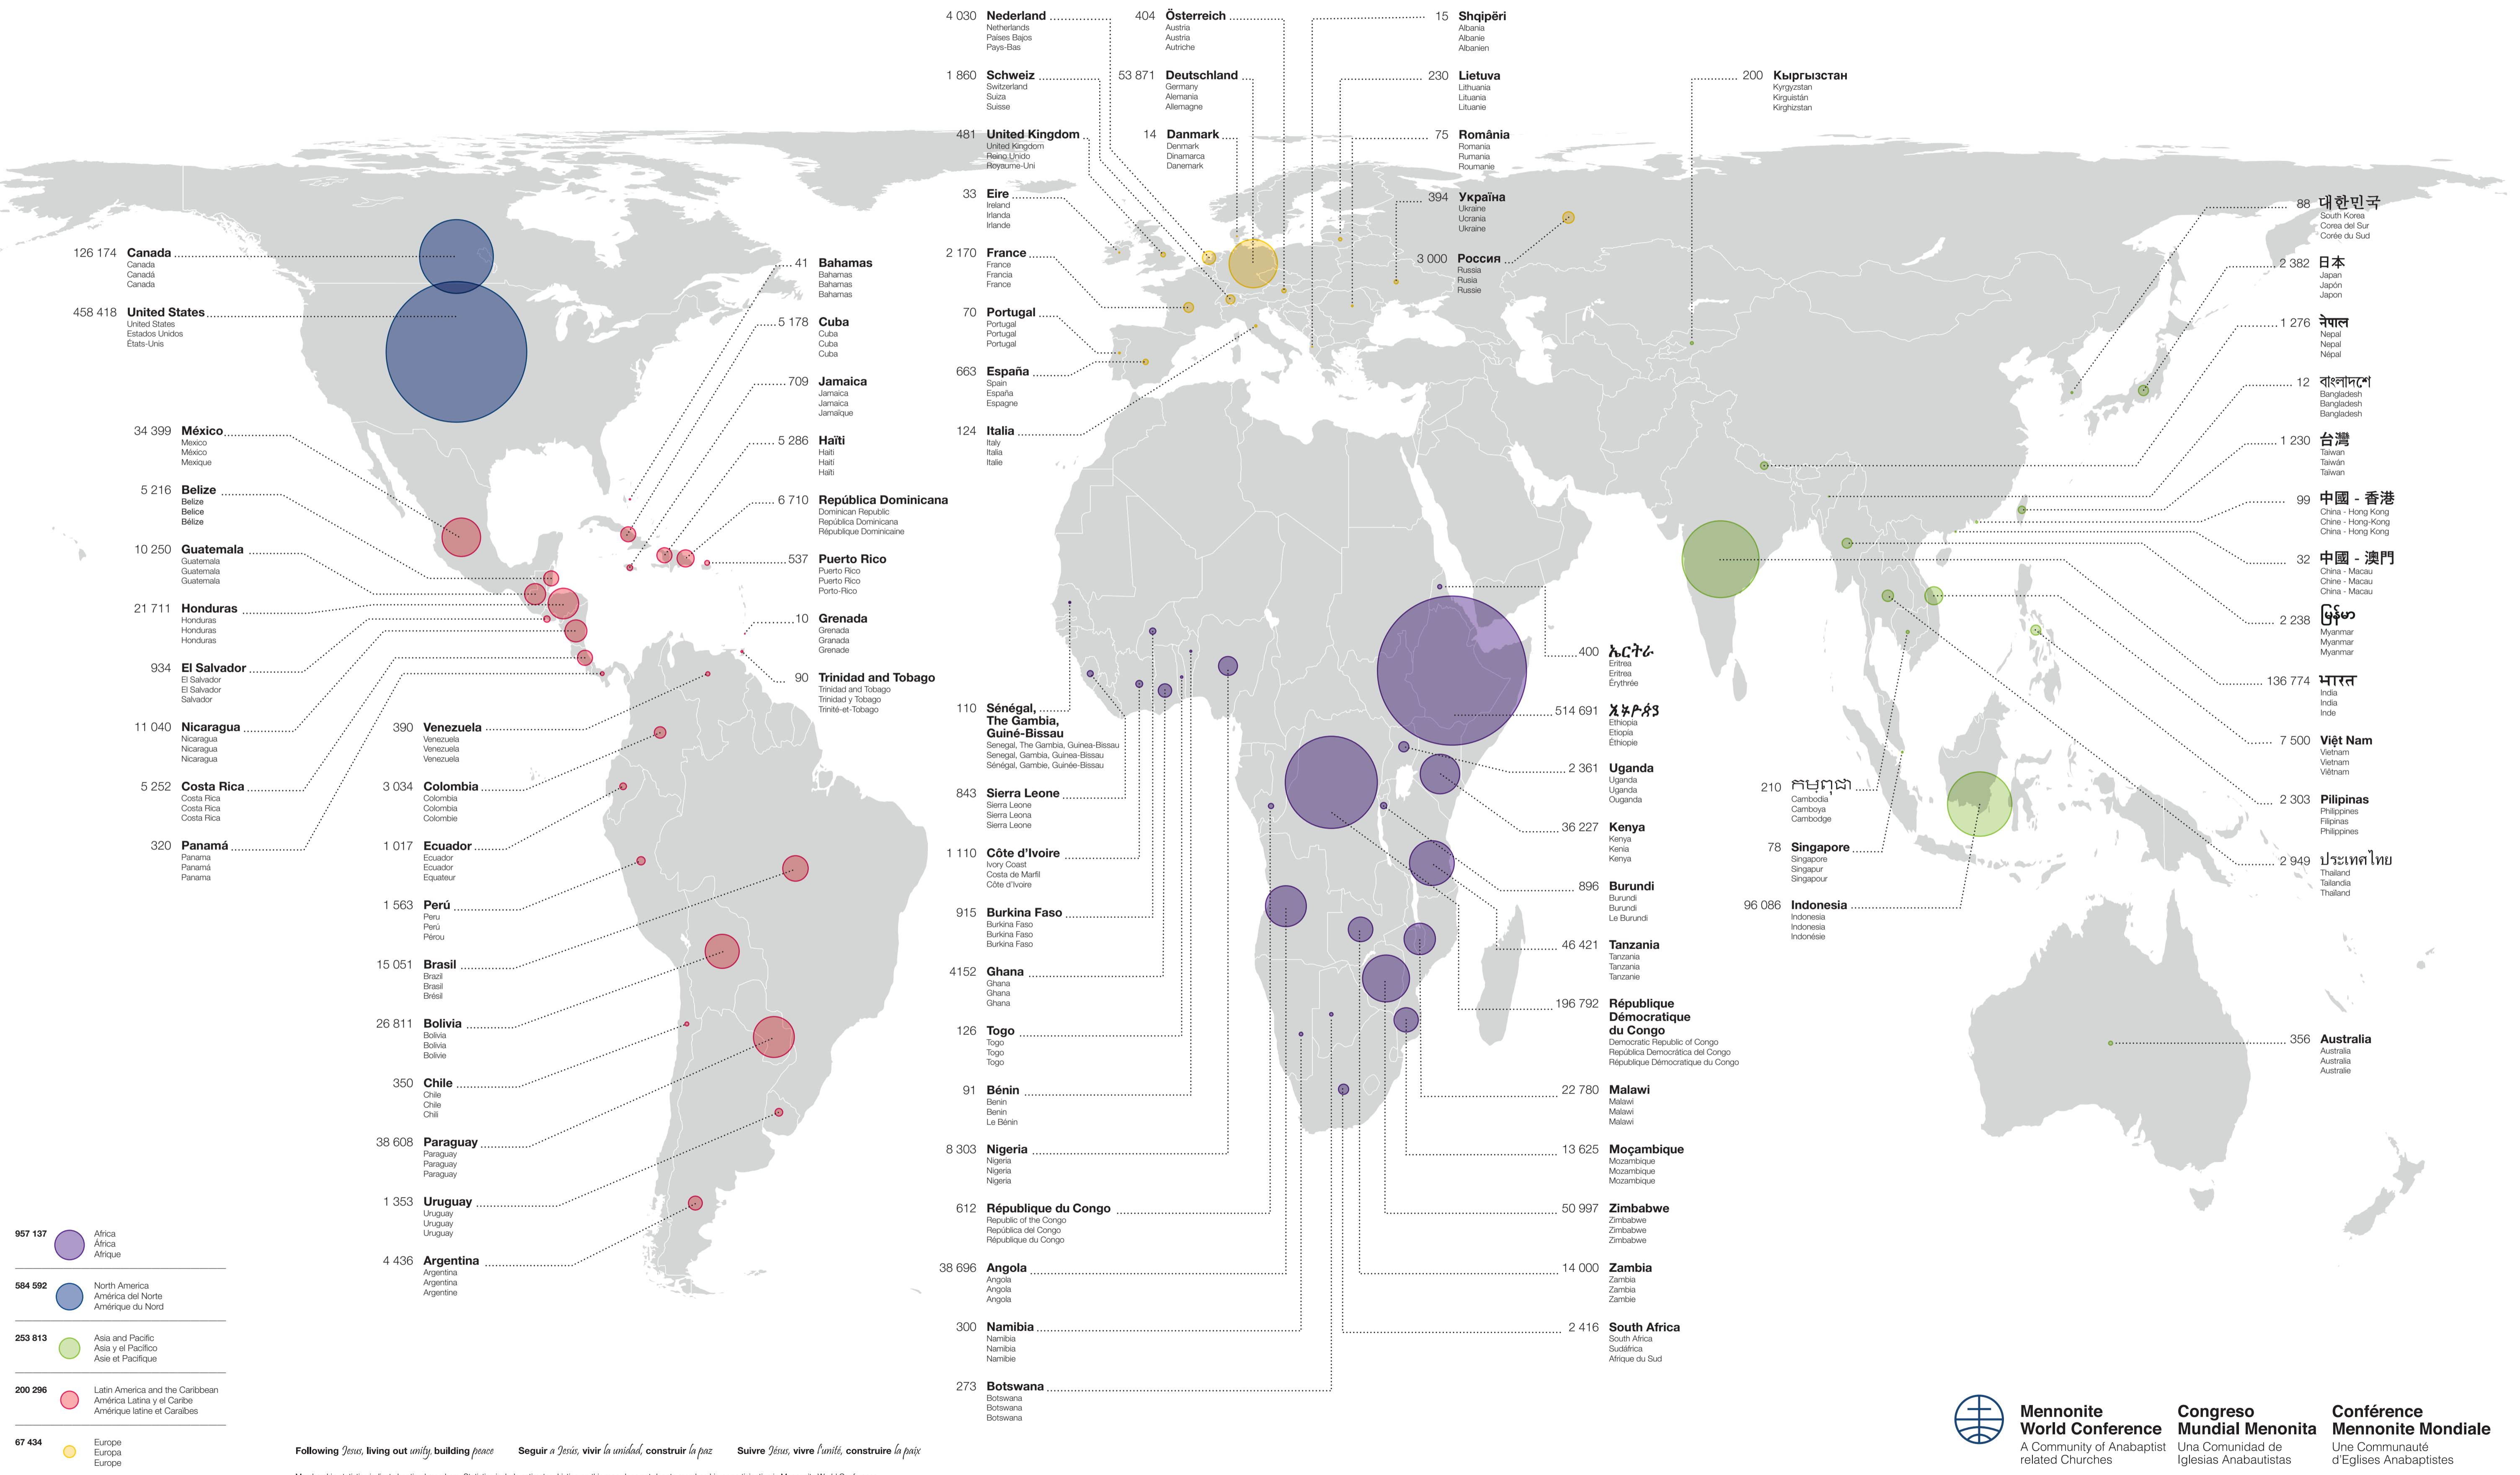 4 030 Nederland
Netherlands
Países Bajos
Pays-Bas
1 860 Schweiz
Switzerland
Suiza
Suisse
481 United Kingdom
United Kingdom
Reino Unido
Royaume-Uni
33 Eire
Ireland
Irlanda
Irlande
2 170 France
France
Francia
France
70 Portugal
Portugal
Portugal
Portugal
663 España
Spain
España
Espagne
124 Italia
Italy
Italia
Italie
404 Österreich
Austria
Austria
Autriche
53 871 Deutschland
Germany
Alemania
Allemagne
14 Danmark
Denmark
Dinamarca
Danemark
15 Shqipëri
Albania
Albanie
Albanien
230 Lietuva
Lithuania
Lituania
Lituanie
75 România
Romania
Rumania
Roumanie
394 Україна
Ukraine
Ucrania
Ukraine
3 000 Россия
Russia
Rusia
Russie
200 Кыргызстан
Kyrgyzstan
Kirguistán
Kirghizstan
126 174 Canada
Canada
Canadá
Canada
458 418 United States
United States
Estados Unidos
États-Unis
34 399 México
Mexico
México
Mexique
5 216 Belize
Belize
Belice
Bélize
10 250 Guatemala
Guatemala
Guatemala
Guatemala
21 711 Honduras
Honduras
Honduras
Honduras
934 El Salvador
El Salvador
El Salvador
Salvador
11 040 Nicaragua
Nicaragua
Nicaragua
Nicaragua
5 252 Costa Rica
Costa Rica
Costa Rica
Costa Rica
320 Panamá
Panama
Panamá
Panama
41 Bahamas
Bahamas
Bahamas
Bahamas
5 178 Cuba
Cuba
Cuba
Cuba
709 Jamaica
Jamaica
Jamaica
Jamaïque
5 286 Haïti
Haiti
Haití
Haïti
6 710 República Dominicana
Dominican Republic
República Dominicana
République Dominicaine
537 Puerto Rico
Puerto Rico
Puerto Rico
Porto-Rico
10 Grenada
Grenada
Granada
Grenade
90 Trinidad and Tobago
Trinidad and Tobago
Trinidad y Tobago
Trinité-et-Tobago
390 Venezuela
Venezuela
Venezuela
Venezuela
3 034 Colombia
Colombia
Colombia
Colombie
1 017 Ecuador
Ecuador
Ecuador
Equateur
1 563 Perú
Peru
Perú
Pérou
15 051 Brasil
Brazil
Brasil
Brésil
26 811 Bolivia
Bolivia
Bolivia
Bolivie
350 Chile
Chile
Chile
Chili
38 608 Paraguay
Paraguay
Paraguay
Paraguay
1 353 Uruguay
Uruguay
Uruguay
Uruguay
4 436 Argentina
Argentina
Argentina
Argentine
110 Sénégal,
The Gambia,
Guiné-Bissau
Senegal, The Gambia, Guinea-Bissau
Senegal, Gambia, Guinea-Bissau
Sénégal, Gambie, Guinée-Bissau
843 Sierra Leone
Sierra Leone
Sierra Leona
Sierra Leone
1 110 Côte d'Ivoire
Ivory Coast
Costa de Marfil
Côte d'Ivoire
915 Burkina Faso
Burkina Faso
Burkina Faso
Burkina Faso
4152 Ghana
Ghana
Ghana
Ghana
126 Togo
Togo
Togo
Togo
91 Bénin
Benin
Benin
Le Bénin
8 303 Nigeria
Nigeria
Nigeria
Nigeria
612 République du Congo
Republic of the Congo
República del Congo
République du Congo
38 696 Angola
Angola
Angola
Angola
300 Namibia
Namibia
Namibia
Namibie
273 Botswana
Botswana
Botswana
Botswana
400 ኤርትራ
Eritrea
Eritrea
Érythrée
514 691 ኢትዮጵያ
Ethiopia
Etiopía
Éthiopie
2 361 Uganda
Uganda
Uganda
Ouganda
36 227 Kenya
Kenya
Kenia
Kenya
896 Burundi
Burundi
Burundi
Le Burundi
46 421 Tanzania
Tanzania
Tanzania
Tanzanie
196 792 République
Démocratique
du Congo
Democratic Republic of Congo
República Democrática del Congo
République Démocratique du Congo
22 780 Malawi
Malawi
Malawi
Malawi
13 625 Moçambique
Mozambique
Mozambique
Mozambique
50 997 Zimbabwe
Zimbabwe
Zimbabwe
Zimbabwe
14 000 Zambia
Zambia
Zambia
Zambie
2 416 South Africa
South Africa
Sudáfrica
Afrique du Sud
88 대한민국
South Korea
Corea del Sur
Corée du Sud
2 382 日本
Japan
Japón
Japon
1 276 नेपाल
Nepal
Nepal
Népal
12 বাংলাদেশ
Bangladesh
Bangladesh
Bangladesh
1 230 台灣
Taiwan
Taiwán
Taïwan
99 中國 - 香港
China - Hong Kong
Chine - Hong-Kong
China - Hong Kong
32 中國 - 澳門
China - Macau
Chine - Macau
China - Macau
2 238 မြန်မာ
Myanmar
Myanmar
Myanmar
136 774 भारत
India
India
Inde
7 500 Việt Nam
Vietnam
Vietnam
Viêtnam
2 303 Pilipinas
Philippines
Filipinas
Philippines
2 949 ประเทศไทย
Thailand
Tailandia
Thaïland
210 កម្ពុជា
Cambodia
Camboya
Cambodge
78 Singapore
Singapore
Singapur
Singapour
96 086 Indonesia
Indonesia
Indonesia
Indonésie
356 Australia
Australia
Australia
Australie
957 137 Africa
África
Afrique
584 592 North America
América del Norte
Amérique du Nord
253 813 Asia and Pacific
Asia y el Pacífico
Asie et Pacifique
200 296 Latin America and the Caribbean
América Latina y el Caribe
Amérique latine et Caraïbes
67 434 Europe
Europa
Europe
Following Jesus, living out unity, building peace
Seguir a Jesús, vivir la unidad, construir la paz
Suivre Jésus, vivre l'unité, construire la paix
Mennonite
World Conference
A Community of Anabaptist
related Churches
Congreso
Mundial Menonita
Una Comunidad de
Iglesias Anabautistas
Conférence
Mennonite Mondiale
Une Communauté
d'Eglises Anabaptistes